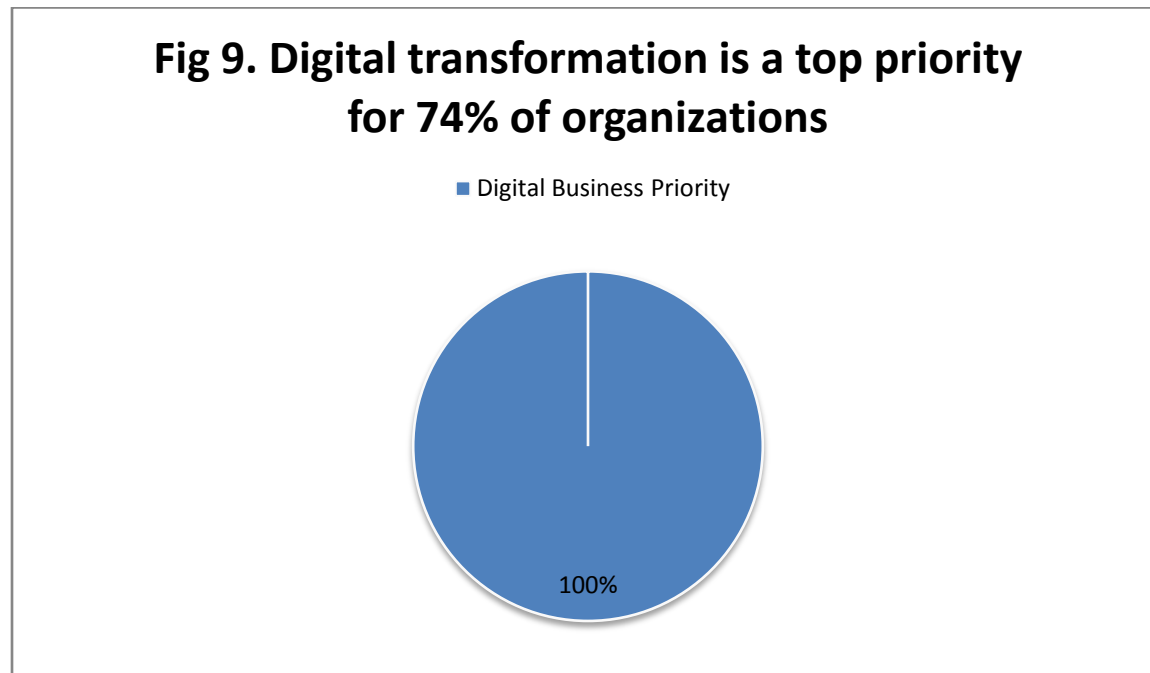 Fig 9. Digital transformation is a top priority
for 74% of organizations
Digital Business Priority
100%